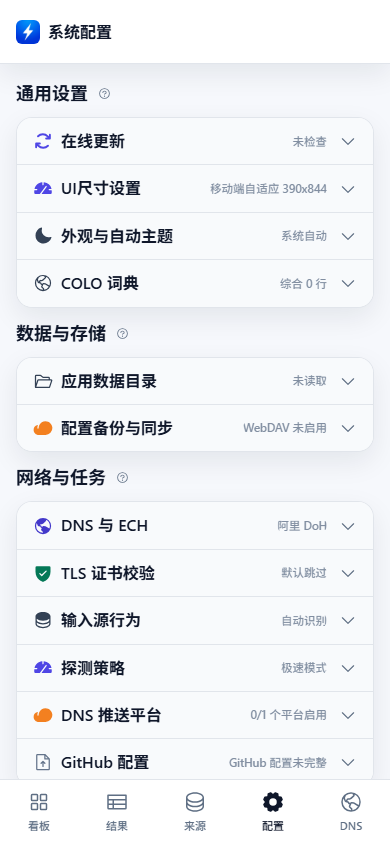 系统配置
通用设置
在线更新 未检查
UI尺寸设置 移动端自适应 390x844
外观与自动主题 系统自动
COLO 词典 综合 0 行
数据与存储
应用数据目录 未读取
配置备份与同步 WebDAV 未启用
网络与任务
DNS 与 ECH 阿里 DoH
TLS 证书校验 默认跳过
输入源行为 自动识别
探测策略 极速模式
DNS 推送平台 0/1 个平台启用
GitHub 配置 GitHub 配置未完整
看板 结果 来源 配置 DNS